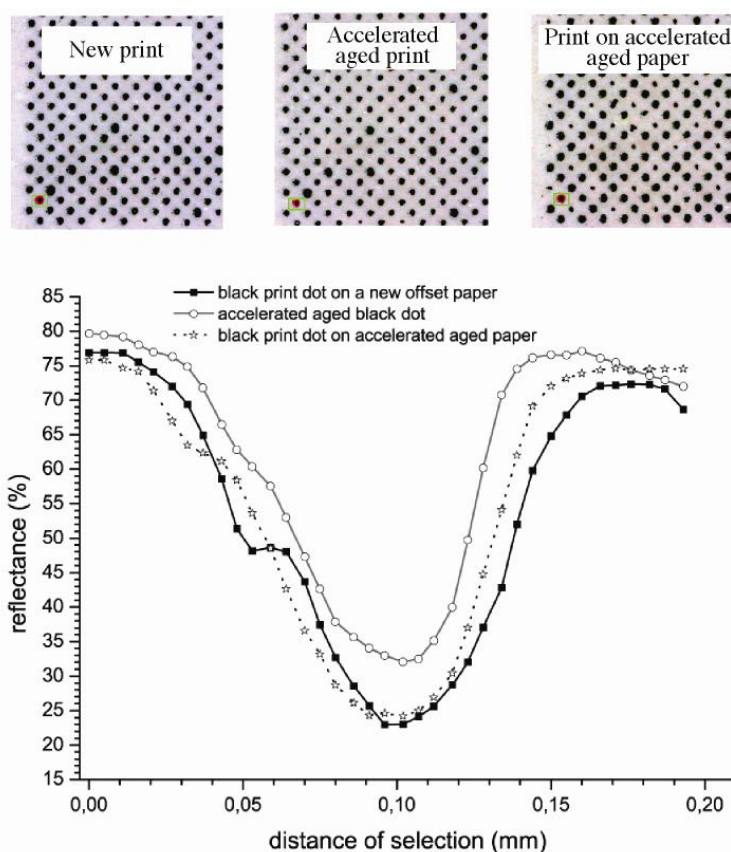 New print
Accelerated
aged print
Print on accelerated
aged paper
black print dot on a new offset paper
accelerated aged black dot
black print dot on accelerated aged paper
85
80
75
70
65
60
55
50
45
40
35
30
25
20
15
reflectance (%)
0,00
0,05
0,10
0,15
0,20
distance of selection (mm)